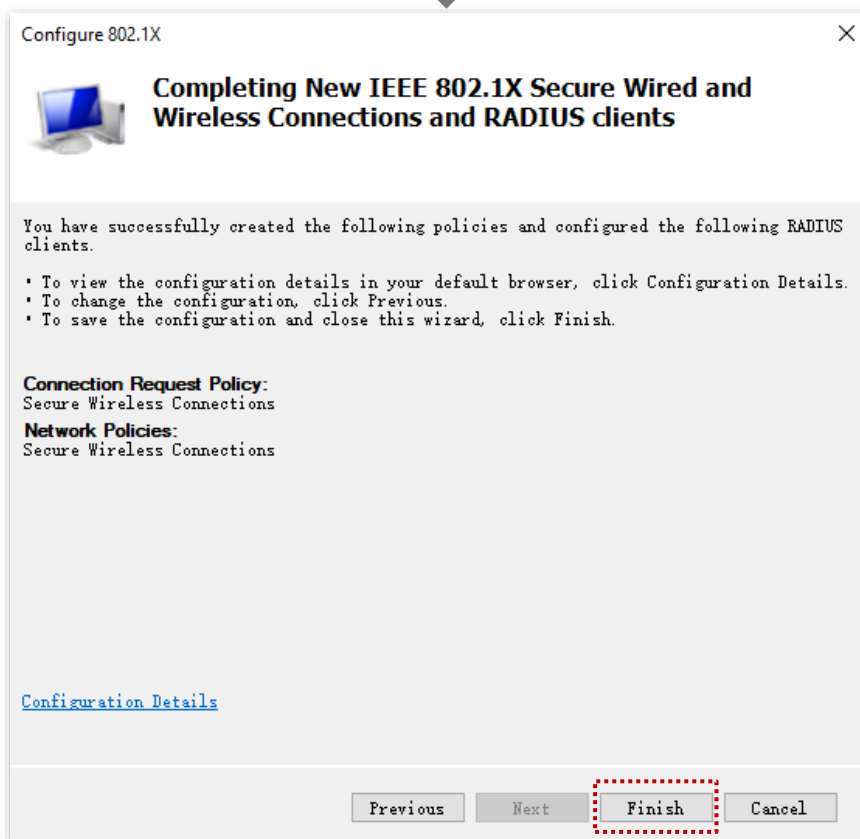 Configure 802.1X
Completing New IEEE 802.1X Secure Wired and
Wireless Connections and RADIUS clients
You have successfully created the following policies and configured the following RADIUS
clients.
• To view the configuration details in your default browser, click Configuration Details.
• To change the configuration, click Previous.
• To save the configuration and close this wizard, click Finish.
Connection Request Policy:
Secure Wireless Connections
Network Policies:
Secure Wireless Connections
Configuration Details
Previous Next Finish Cancel